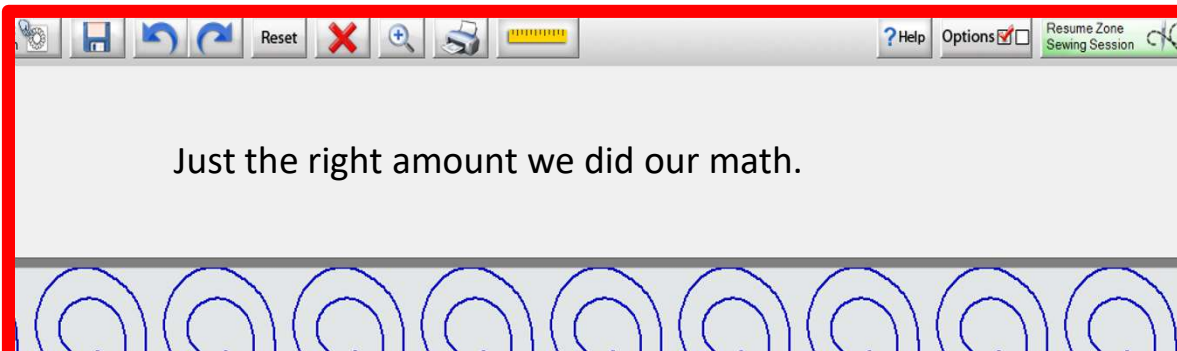 Reset
?Help
Options
Resume Zone
Sewing Session
Just the right amount we did our math.